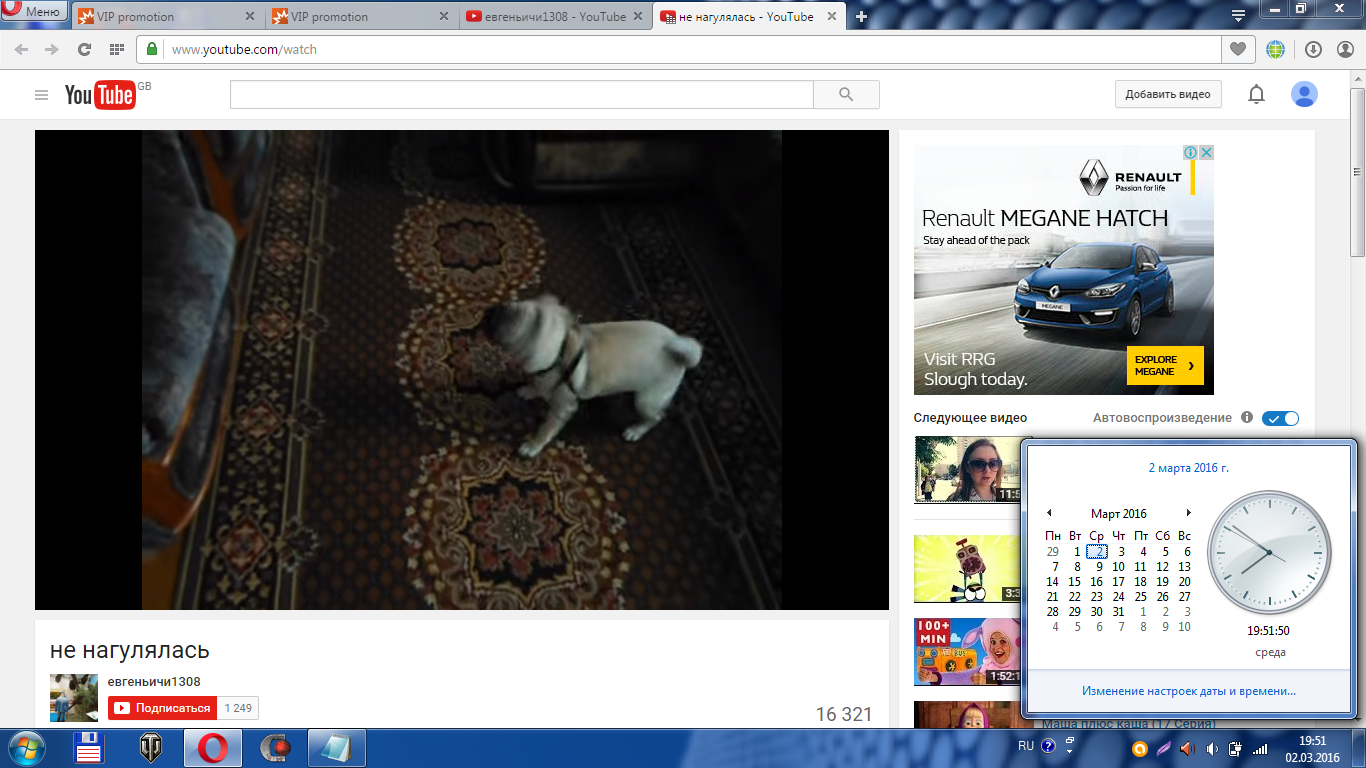 Меню
VIP promotion
VIP promotion
евгеньичи1308 - YouTube
не нагулялась - YouTube
www.youtube.com/watch
YouTube GB
Добавить видео
RENAULT
Passion for life
Renault MEGANE HATCH
Stay ahead of the pack
MEGANE
Visit RRG
Slough today.
EXPLORE
MEGANE
Следующее видео
Автовоспроизведение
11:5
3:3
100+
MIN
BUS
1:52:1
Маша плюс каша (17 Серия)
не нагулялась
евгеньичи1308
Подписаться
1 249
16 321
2 марта 2016 г.
Март 2016
Пн Вт Ср Чт Пт Сб Вс
29 1 2 3 4 5 6
7 8 9 10 11 12 13
14 15 16 17 18 19 20
21 22 23 24 25 26 27
28 29 30 31 1 2 3
4 5 6 7 8 9 10
19:51:50
среда
Изменение настроек даты и времени...
RU
19:51
02.03.2016